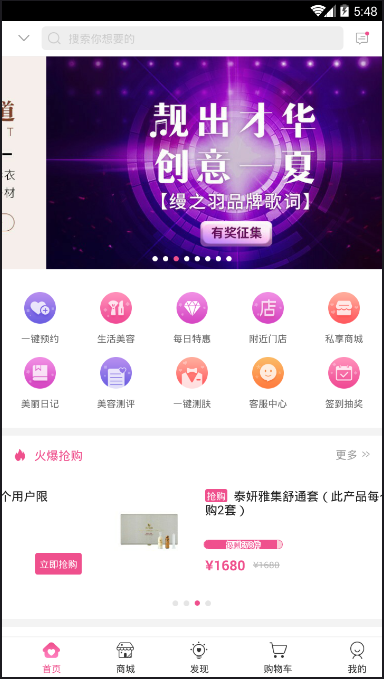 5:48
搜索你想要的
道
T
衣
材
靓出才华
创意一夏
【缦之羽品牌歌词】
有奖征集
一键预约
生活美容
每日特惠
附近门店
店
私享商城
美丽日记
美容测评
一键测肤
客服中心
签到抽奖
火爆抢购
更多 >>
个用户限
立即抢购
抢购 泰妍雅集舒通套（此产品每个
购2套）
¥1680 ¥1680
首页
商城
发现
购物车
我的